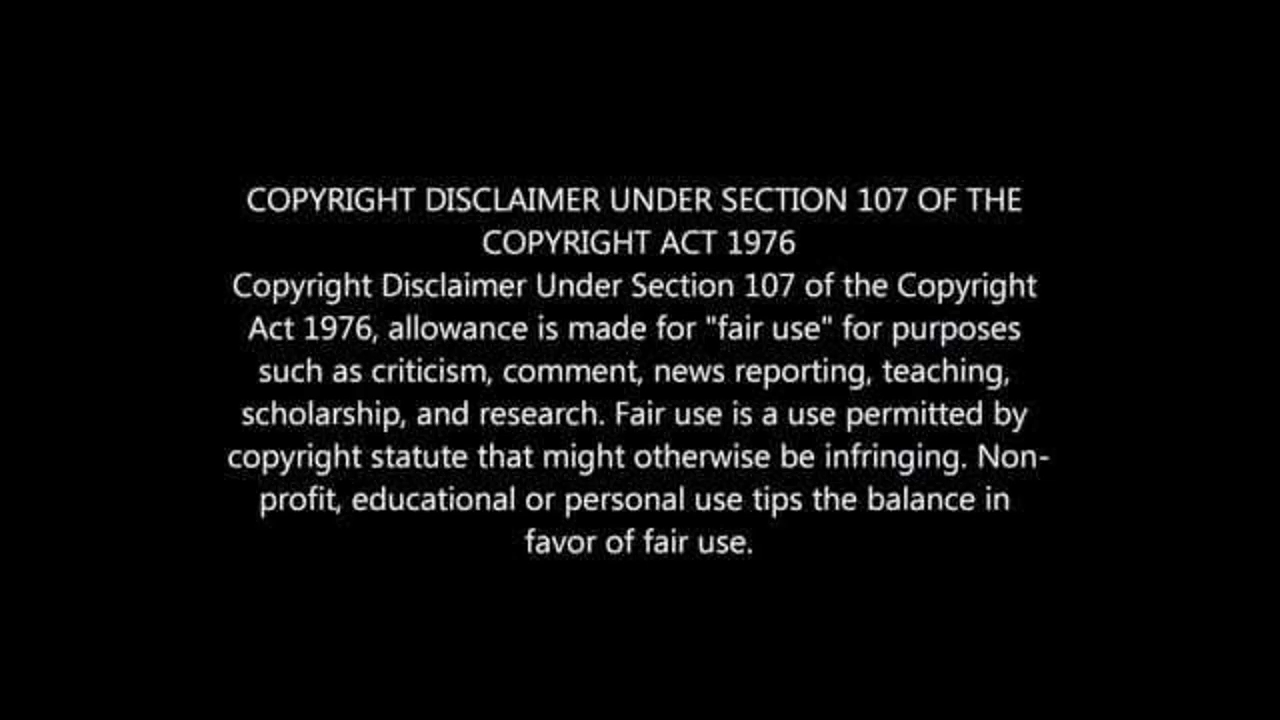 COPYRIGHT DISCLAIMER UNDER SECTION 107 OF THE
COPYRIGHT ACT 1976
Copyright Disclaimer Under Section 107 of the Copyright
Act 1976, allowance is made for "fair use" for purposes
such as criticism, comment, news reporting, teaching,
scholarship, and research. Fair use is a use permitted by
copyright statute that might otherwise be infringing. Non-
profit, educational or personal use tips the balance in
favor of fair use.